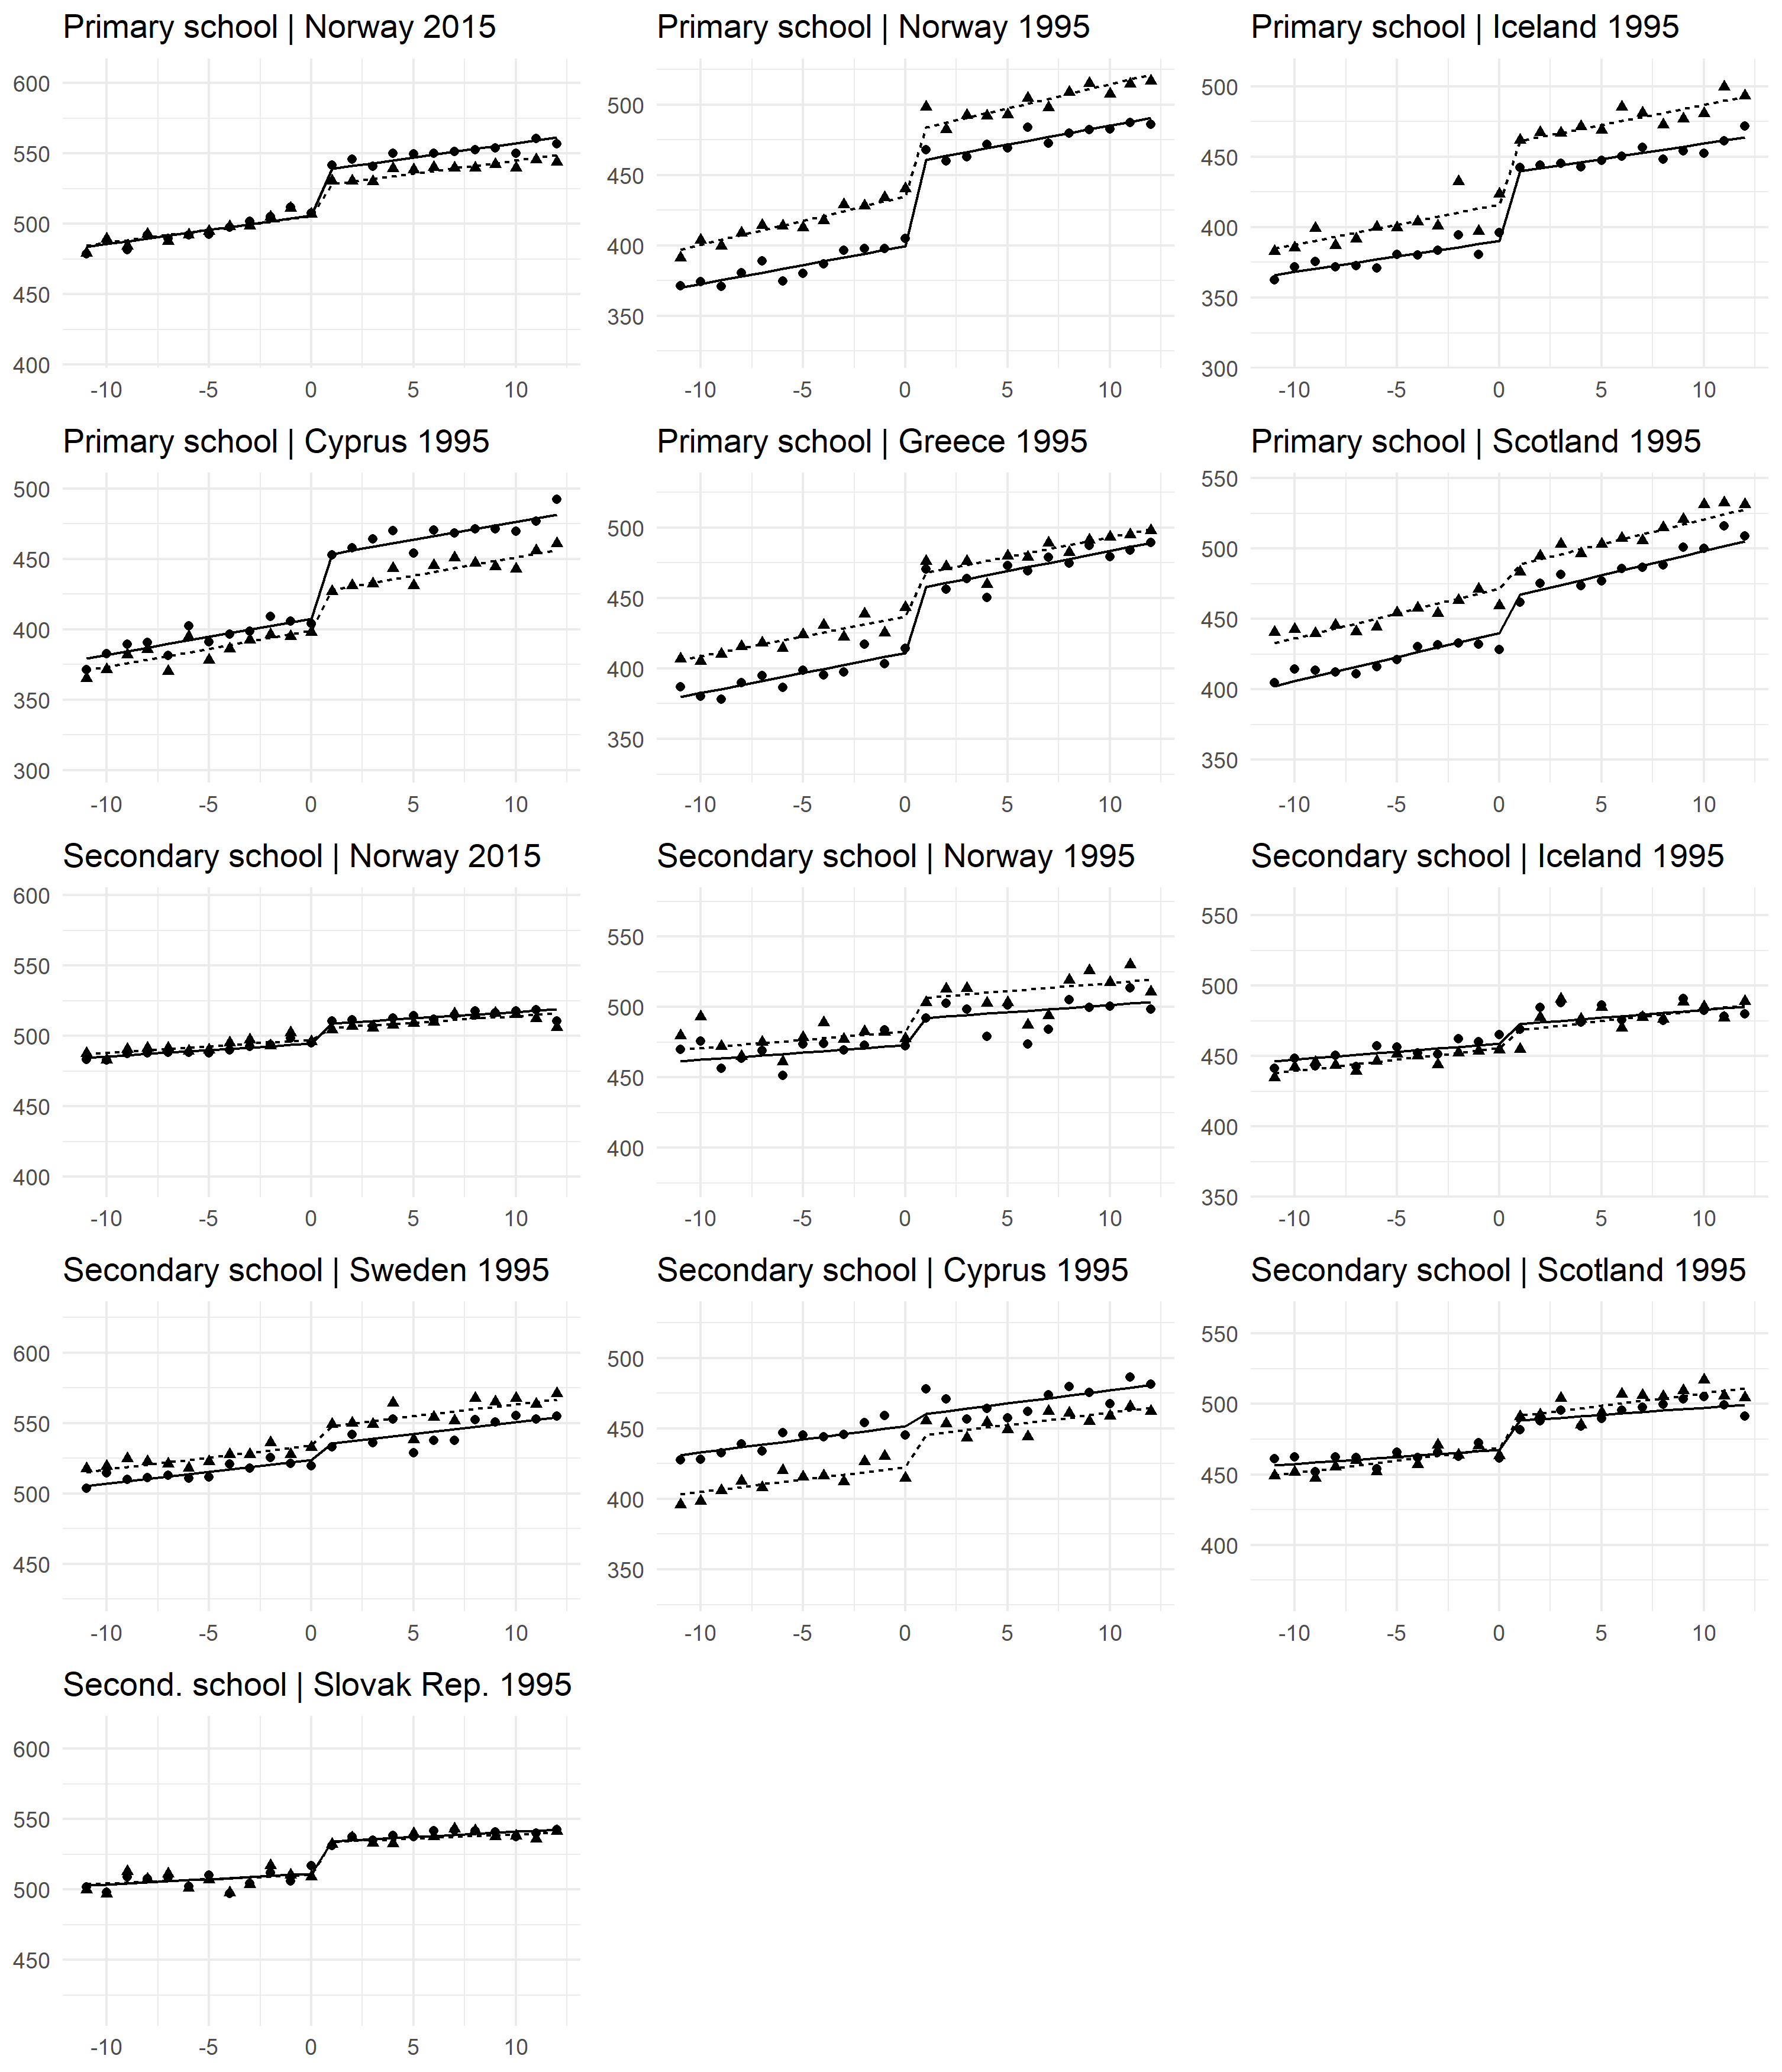 Primary school | Norway 2015
600
550
500
450
400
-10 -5 0 5 10
Primary school | Norway 1995
500
450
400
350
-10 -5 0 5 10
Primary school | Iceland 1995
500
450
400
350
300
-10 -5 0 5 10
Primary school | Cyprus 1995
500
450
400
350
300
-10 -5 0 5 10
Primary school | Greece 1995
500
450
400
350
-10 -5 0 5 10
Primary school | Scotland 1995
550
500
450
400
350
-10 -5 0 5 10
Secondary school | Norway 2015
600
550
500
450
400
-10 -5 0 5 10
Secondary school | Norway 1995
550
500
450
400
-10 -5 0 5 10
Secondary school | Iceland 1995
550
500
450
400
350
-10 -5 0 5 10
Secondary school | Sweden 1995
600
550
500
450
-10 -5 0 5 10
Secondary school | Cyprus 1995
500
450
400
350
-10 -5 0 5 10
Secondary school | Scotland 1995
550
500
450
400
-10 -5 0 5 10
Second. school | Slovak Rep. 1995
600
550
500
450
-10 -5 0 5 10